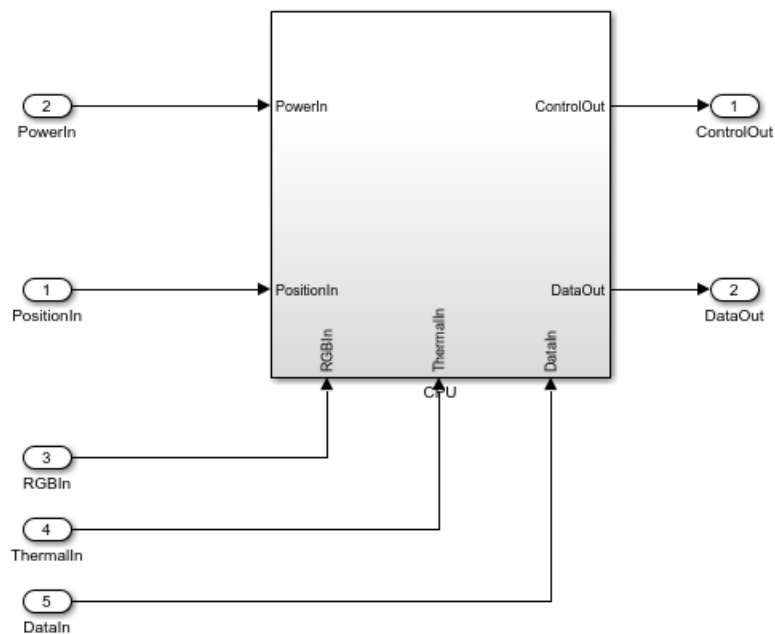 2
PowerIn
PowerIn
ControlOut
1
ControlOut
1
PositionIn
PositionIn
DataOut
2
DataOut
RGBIn
ThermalIn
DataIn
CPU
3
RGBIn
4
ThermalIn
5
DataIn